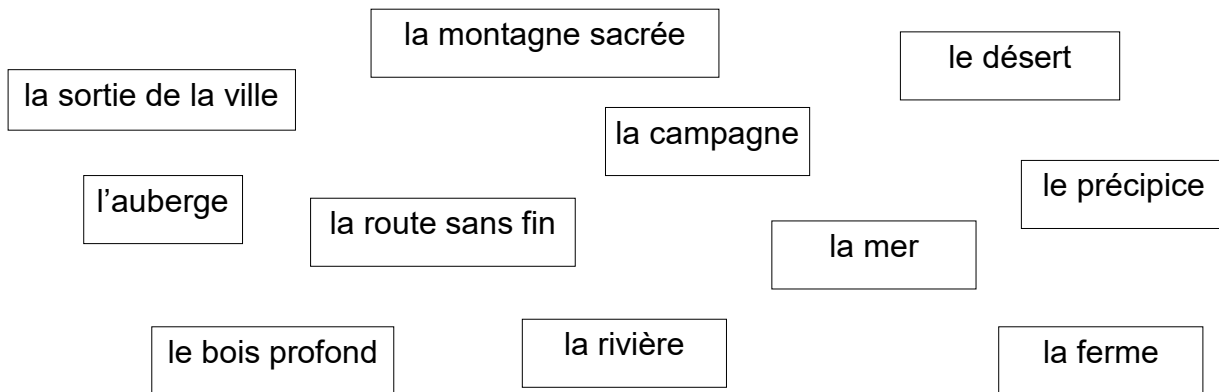 la montagne sacrée
le désert
la sortie de la ville
la campagne
l’auberge
la route sans fin
le précipice
la mer
le bois profond
la rivière
la ferme